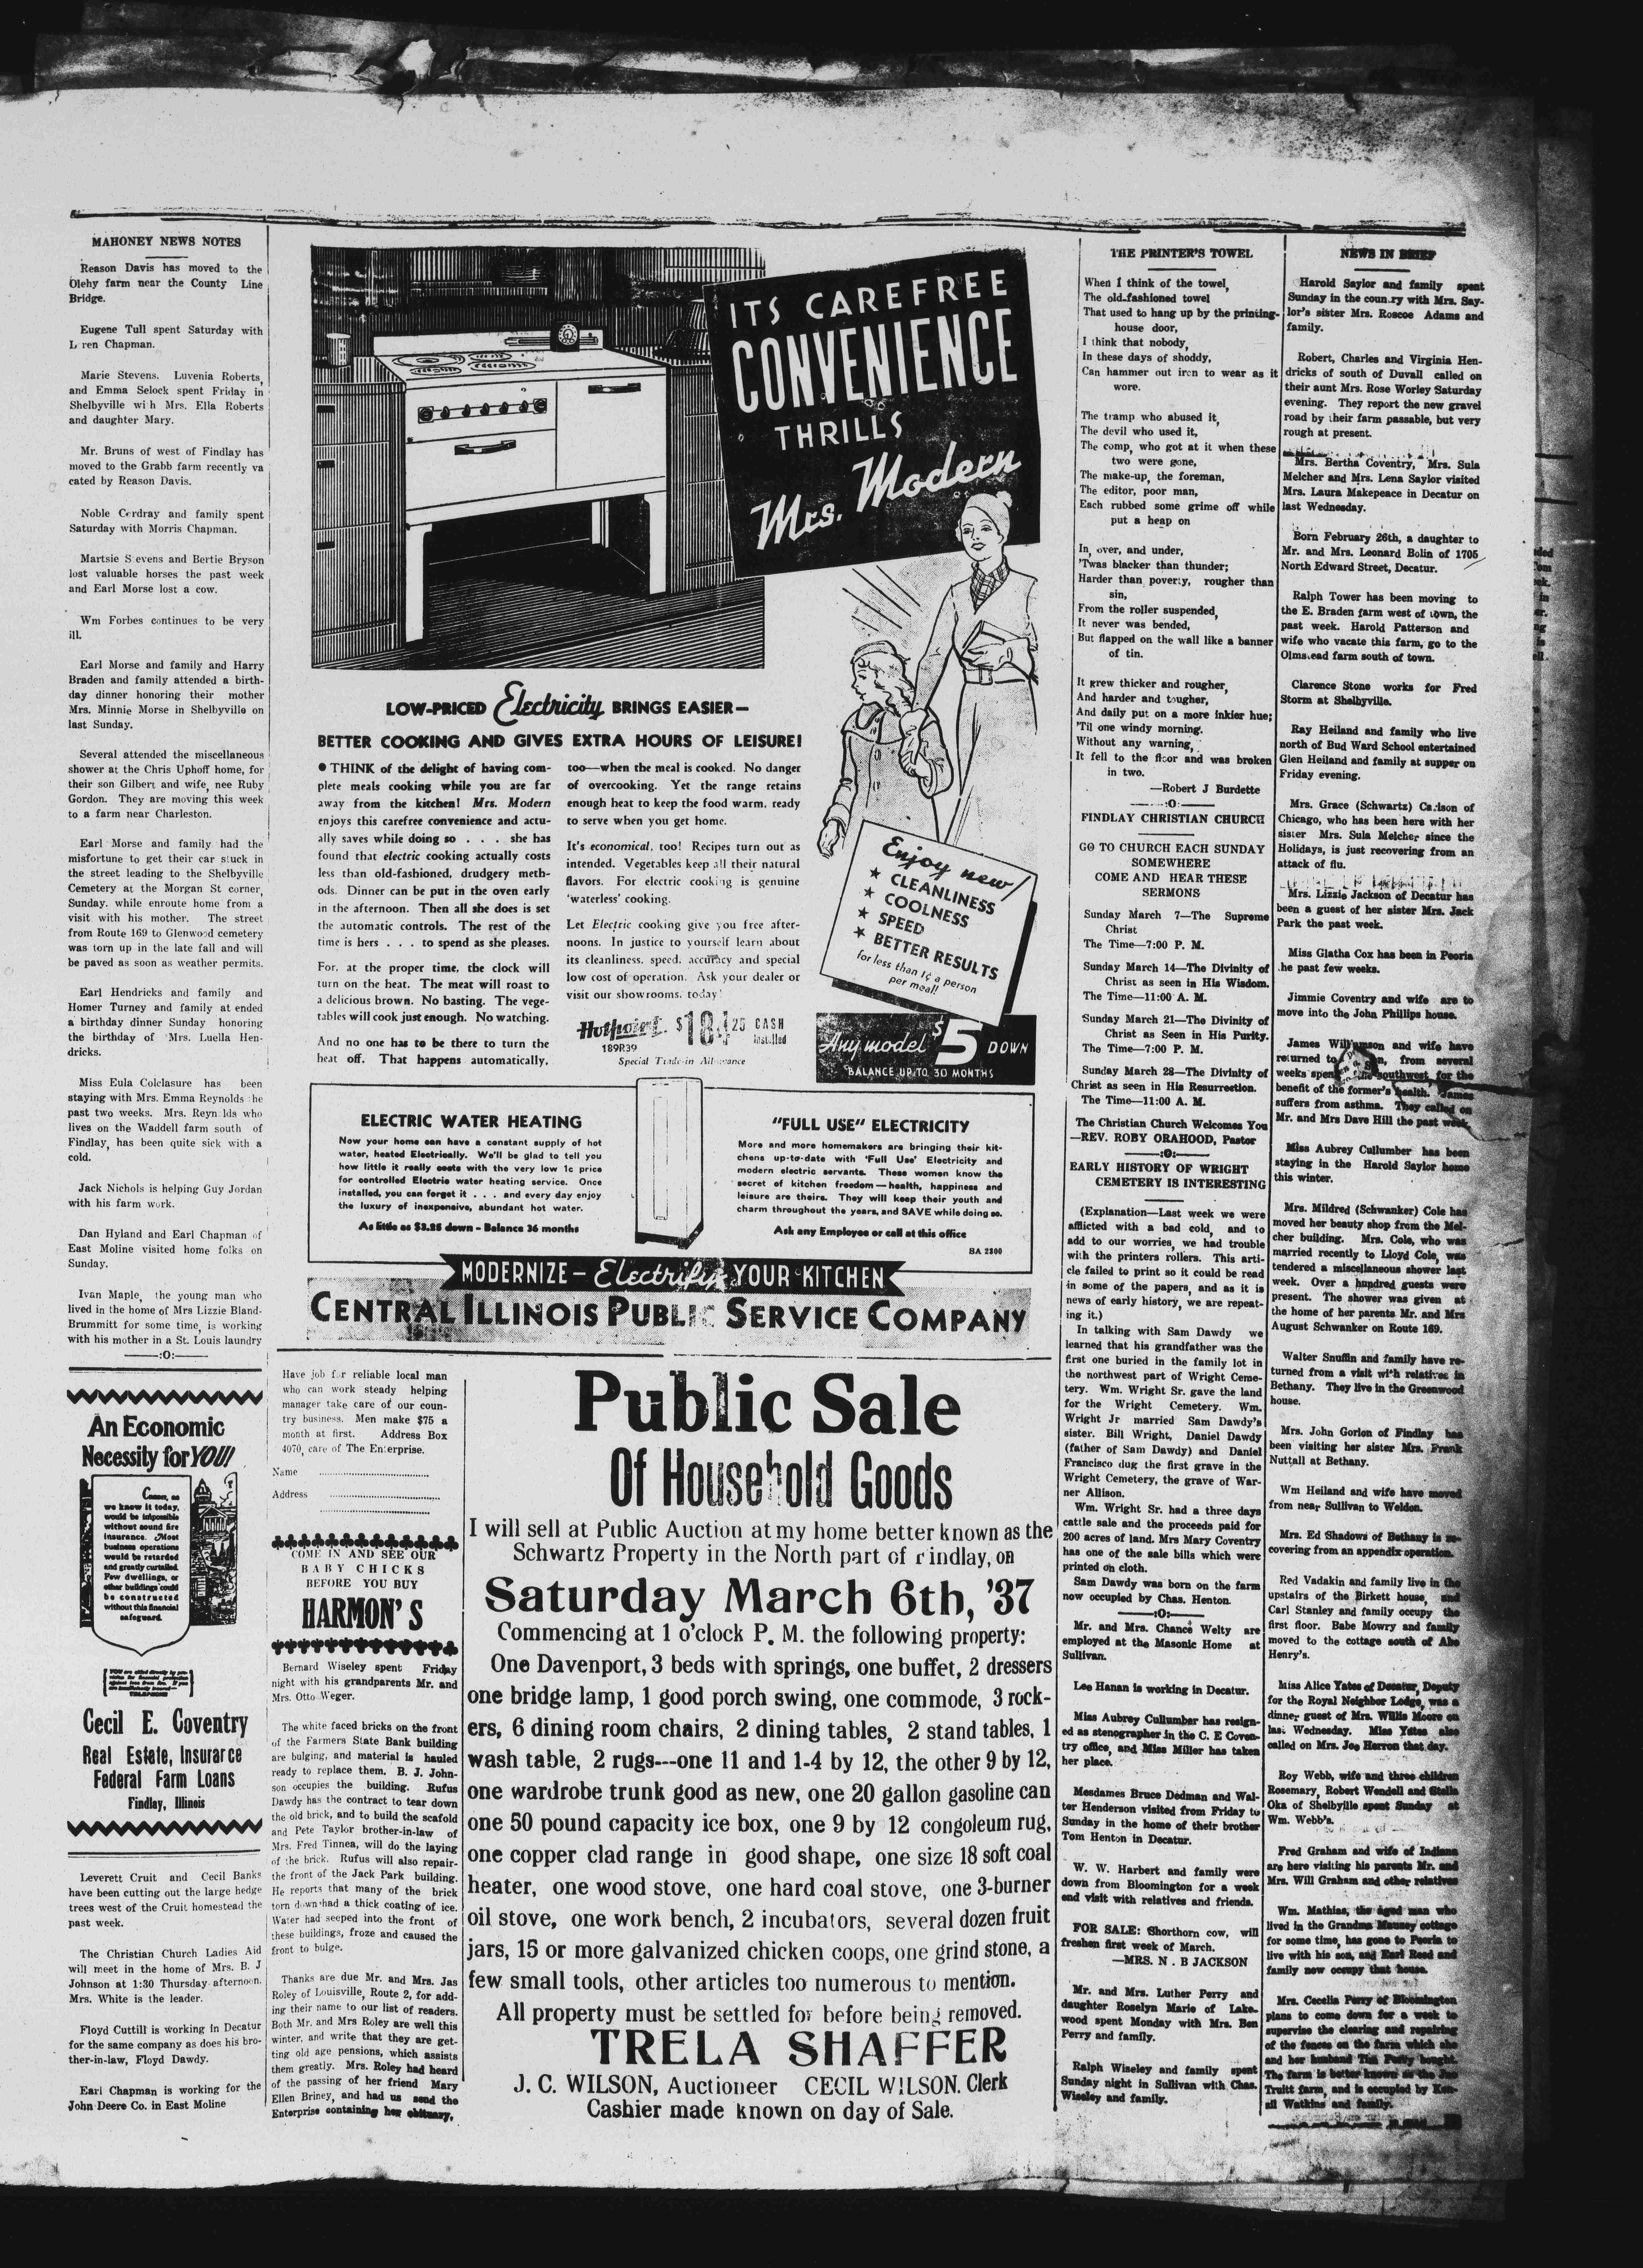 MAHONEY NEWS NOTES
Reason Davis has moved to the
Olehy farm near the County Line
Bridge.
Eugene Tull spent Saturday with
L ren Chapman.
Marie Stevens. Luvenia Roberts,
and Emma Selock spent Friday in
Shelbyville wi h Mrs. Ella Roberts
and daughter Mary.
Mr. Bruns of west of Findlay has
moved to the Grabb farm recently va
cated by Reason Davis.
Noble Cordray and family spent
Saturday with Morris Chapman.
Martsie S evens and Bertie Bryson
lost valuable horses the past week
and Earl Morse lost a cow.
Wm Forbes continues to be very
ill.
Earl Morse and family and Harry
Braden and family attended a birth-
day dinner honoring their mother
Mrs. Minnie Morse in Shelbyville on
last Sunday.
Several attended the miscellaneous
shower at the Chris Uphoff home, for
their son Gilbert and wife, nee Ruby
Gordon. They are moving this week
to a farm near Charleston.
Earl Morse and family had the
misfortune to get their car stuck in
the street leading to the Shelbyville
Cemetery at the Morgan St corner,
Sunday, while enroute home from a
visit with his mother. The street
from Route 169 to Glenwood cemetery
was torn up in the late fall and will
be paved as soon as weather permits.
Earl Hendricks and family and
Homer Turney and family at ended
a birthday dinner Sunday honoring
the birthday of Mrs. Luella Hen-
dricks.
Miss Eula Colclasure has been
staying with Mrs. Emma Reynolds he
past two weeks. Mrs. Reyn lds who
lives on the Waddell farm south of
Findlay, has been quite sick with a
cold.
Jack Nichols is helping Guy Jordan
with his farm work.
Dan Hyland and Earl Chapman of
East Moline visited home folks on
Sunday.
Ivan Maple, the young man who
lived in the home of Mrs Lizzie Bland-
Brummitt for some time, is working
with his mother in a St. Louis laundry
——:O:——
An Economic
Necessity for YOU!
Commerce, as
we know it today,
would be impossible
without sound fire
insurance. Most
business operations
would be retarded
and greatly curtailed.
Few dwellings, or
other buildings could
be constructed
without this financial
safeguard.
Cecil E. Coventry
Real Estate, Insurance
Federal Farm Loans
Findlay, Illinois
Leverett Cruit and Cecil Banks
have been cutting out the large hedge
trees west of the Cruit homestead the
past week.
The Christian Church Ladies Aid
will meet in the home of Mrs. B. J
Johnson at 1:30 Thursday afternoon.
Mrs. White is the leader.
Floyd Cuttill is working in Decatur
for the same company as does his bro-
ther-in-law, Floyd Dawdy.
Earl Chapman is working for the
John Deere Co. in East Moline
ITS CAREFREE
CONVENIENCE
THRILLS
Mrs. Modern
LOW-PRICED Electricity BRINGS EASIER—
BETTER COOKING AND GIVES EXTRA HOURS OF LEISURE!
● THINK of the delight of having com-
plete meals cooking while you are far
away from the kitchen! Mrs. Modern
enjoys this carefree convenience and actu-
ally saves while doing so . . . she has
found that electric cooking actually costs
less than old-fashioned, drudgery meth-
ods. Dinner can be put in the oven early
in the afternoon. Then all she does is set
the automatic controls. The rest of the
time is hers . . . to spend as she pleases.
For, at the proper time, the clock will
turn on the heat. The meat will roast to
a delicious brown. No basting. The vege-
tables will cook just enough. No watching.
And no one has to be there to turn the
heat off. That happens automatically,
too—when the meal is cooked. No danger
of overcooking. Yet the range retains
enough heat to keep the food warm, ready
to serve when you get home.
It's economical, too! Recipes turn out as
intended. Vegetables keep all their natural
flavors. For electric cooking is genuine
'waterless' cooking.
Let Electric cooking give you free after-
noons. In justice to yourself learn about
its cleanliness, speed, accuracy and special
low cost of operation. Ask your dealer or
visit our showrooms, today!
Hotpoint
189R39
$184.25 CASH
Installed
Special Trade-in Allowance
Enjoy new!
★ CLEANLINESS
★ COOLNESS
★ SPEED
★ BETTER RESULTS
for less than 1¢ a person
per meal!
Any model $5 DOWN
BALANCE UP TO 30 MONTHS
ELECTRIC WATER HEATING
Now your home can have a constant supply of hot
water, heated Electrically. We'll be glad to tell you
how little it really costs with the very low 1c price
for controlled Electric water heating service. Once
installed, you can forget it . . . and every day enjoy
the luxury of inexpensive, abundant hot water.
As little as $3.25 down - Balance 36 months
"FULL USE" ELECTRICITY
More and more homemakers are bringing their kit-
chens up-to-date with 'Full Use' Electricity and
modern electric servants. These women know the
secret of kitchen freedom—health, happiness and
leisure are theirs. They will keep their youth and
charm throughout the years, and SAVE while doing so.
Ask any Employee or call at this office
BA 2800
MODERNIZE - Electrify YOUR KITCHEN
CENTRAL ILLINOIS PUBLIC SERVICE COMPANY
Have job for reliable local man
who can work steady helping
manager take care of our coun-
try business. Men make $75 a
month at first. Address Box
4070, care of The Enterprise.
Name
Address
COME IN AND SEE OUR
BABY CHICKS
BEFORE YOU BUY
HARMON'S
Bernard Wiseley spent Friday
night with his grandparents Mr. and
Mrs. Otto Weger.
The white faced bricks on the front
of the Farmers State Bank building
are bulging, and material is hauled
ready to replace them. B. J. John-
son occupies the building. Rufus
Dawdy has the contract to tear down
the old brick, and to build the scafold
and Pete Taylor brother-in-law of
Mrs. Fred Tinnea, will do the laying
of the brick. Rufus will also repair-
the front of the Jack Park building.
He reports that many of the brick
torn down had a thick coating of ice.
Water had seeped into the front of
these buildings, froze and caused the
front to bulge.
Thanks are due Mr. and Mrs. Jas
Roley of Louisville, Route 2, for add-
ing their name to our list of readers.
Both Mr. and Mrs Roley are well this
winter, and write that they are get-
ting old age pensions, which assists
them greatly. Mrs. Roley had heard
of the passing of her friend Mary
Ellen Briney, and had us send the
Enterprise containing her obituary.
Public Sale
Of Household Goods
I will sell at Public Auction at my home better known as the
Schwartz Property in the North part of Findlay, on
Saturday March 6th, '37
Commencing at 1 o'clock P. M. the following property:
One Davenport, 3 beds with springs, one buffet, 2 dressers
one bridge lamp, 1 good porch swing, one commode, 3 rock-
ers, 6 dining room chairs, 2 dining tables, 2 stand tables, 1
wash table, 2 rugs---one 11 and 1-4 by 12, the other 9 by 12,
one wardrobe trunk good as new, one 20 gallon gasoline can
one 50 pound capacity ice box, one 9 by 12 congoleum rug,
one copper clad range in good shape, one size 18 soft coal
heater, one wood stove, one hard coal stove, one 3-burner
oil stove, one work bench, 2 incubators, several dozen fruit
jars, 15 or more galvanized chicken coops, one grind stone, a
few small tools, other articles too numerous to mention.
All property must be settled for before being removed.
TRELA SHAFFER
J. C. WILSON, Auctioneer CECIL WILSON. Clerk
Cashier made known on day of Sale.
THE PRINTER'S TOWEL
When I think of the towel,
The old-fashioned towel
That used to hang up by the printing-
house door,
I think that nobody,
In these days of shoddy,
Can hammer out iron to wear as it
wore.
The tramp who abused it,
The devil who used it,
The comp, who got at it when these
two were gone,
The make-up, the foreman,
The editor, poor man,
Each rubbed some grime off while
put a heap on
In, over, and under,
'Twas blacker than thunder;
Harder than poverty, rougher than
sin,
From the roller suspended,
It never was bended,
But flapped on the wall like a banner
of tin.
It grew thicker and rougher,
And harder and tougher,
And daily put on a more inkier hue;
'Til one windy morning.
Without any warning,
It fell to the floor and was broken
in two.
—Robert J Burdette
——:O:——
FINDLAY CHRISTIAN CHURCH
GO TO CHURCH EACH SUNDAY
SOMEWHERE
COME AND HEAR THESE
SERMONS
Sunday March 7—The Supreme
Christ
The Time—7:00 P. M.
Sunday March 14—The Divinity of
Christ as seen in His Wisdom.
The Time—11:00 A. M.
Sunday March 21—The Divinity of
Christ as Seen in His Purity.
The Time—7:00 P. M.
Sunday March 28—The Divinity of
Christ as seen in His Resurrection.
The Time—11:00 A. M.
The Christian Church Welcomes You
—REV. ROBY ORAHOOD, Pastor
——:O:——
EARLY HISTORY OF WRIGHT
CEMETERY IS INTERESTING
(Explanation—Last week we were
afflicted with a bad cold, and to
add to our worries, we had trouble
with the printers rollers. This arti-
cle failed to print so it could be read
in some of the papers, and as it is
news of early history, we are repeat-
ing it.)
In talking with Sam Dawdy we
learned that his grandfather was the
first one buried in the family lot in
the northwest part of Wright Ceme-
tery. Wm. Wright Sr. gave the land
for the Wright Cemetery. Wm.
Wright Jr married Sam Dawdy's
sister. Bill Wright, Daniel Dawdy
(father of Sam Dawdy) and Daniel
Francisco dug the first grave in the
Wright Cemetery, the grave of War-
ner Allison.
Wm. Wright Sr. had a three days
cattle sale and the proceeds paid for
200 acres of land. Mrs Mary Coventry
has one of the sale bills which were
printed on cloth.
Sam Dawdy was born on the farm
now occupied by Chas. Henton.
——:O:——
Mr. and Mrs. Chance Welty are
employed at the Masonic Home at
Sullivan.
Leo Hanan is working in Decatur.
Miss Aubrey Cullumber has resign-
ed as stenographer in the C. E Coven-
try office, and Miss Miller has taken
her place.
Mesdames Bruce Dedman and Wal-
ter Henderson visited from Friday to
Sunday in the home of their brother
Tom Henton in Decatur.
W. W. Harbert and family were
down from Bloomington for a week
end visit with relatives and friends.
FOR SALE: Shorthorn cow, will
freshen first week of March.
—MRS. N. B JACKSON
Mr. and Mrs. Luther Perry and
daughter Roselyn Marie of Lake-
wood spent Monday with Mrs. Ben
Perry and family.
Ralph Wiseley and family spent
Sunday night in Sullivan with Chas.
Wiseley and family.
NEWS IN BRIEF
Harold Saylor and family spent
Sunday in the coun.ry with Mrs. Say-
lor's sister Mrs. Roscoe Adams and
family.
Robert, Charles and Virginia Hen-
dricks of south of Duvall called on
their aunt Mrs. Rose Worley Saturday
evening. They report the new gravel
road by their farm passable, but very
rough at present.
Mrs. Bertha Coventry, Mrs. Sula
Melcher and Mrs. Lena Saylor visited
Mrs. Laura Makepeace in Decatur on
last Wednesday.
Born February 26th, a daughter to
Mr. and Mrs. Leonard Bolin of 1705
North Edward Street, Decatur.
Ralph Tower has been moving to
the E. Braden farm west of town, the
past week. Harold Patterson and
wife who vacate this farm, go to the
Olms.ead farm south of town.
Clarence Stone works for Fred
Storm at Shelbyville.
Ray Heiland and family who live
north of Bud Ward School entertained
Glen Heiland and family at supper on
Friday evening.
Mrs. Grace (Schwartz) Carlson of
Chicago, who has been here with her
sister Mrs. Sula Melcher since the
Holidays, is just recovering from an
attack of flu.
Mrs. Lizzie Jackson of Decatur has
been a guest of her sister Mrs. Jack
Park the past week.
Miss Glatha Cox has been in Peoria
he past few weeks.
Jimmie Coventry and wife are to
move into the John Phillips house.
James Williamson and wife have
returned to from several
weeks spent southwest for the
benefit of the former's health. James
suffers from asthma. They called on
Mr. and Mrs Dave Hill the past week.
Miss Aubrey Cullumber has been
staying in the Harold Saylor home
this winter.
Mrs. Mildred (Schwanker) Cole has
moved her beauty shop from the Mel-
cher building. Mrs. Cole, who was
married recently to Lloyd Cole, was
tendered a miscellaneous shower last
week. Over a hundred guests were
present. The shower was given at
the home of her parents Mr. and Mrs
August Schwanker on Route 169.
Walter Snuffin and family have re-
turned from a visit with relatives in
Bethany. They live in the Greenwood
house.
Mrs. John Gorlon of Findlay has
been visiting her sister Mrs. Frank
Nuttall at Bethany.
Wm Heiland and wife have moved
from near Sullivan to Weldon.
Mrs. Ed Shadows of Bethany is re-
covering from an appendix operation.
Red Vadakin and family live in the
upstairs of the Birkett house, and
Carl Stanley and family occupy the
first floor. Babe Mowry and family
moved to the cottage south of Abe
Henry's.
Miss Alice Yates of Decatur, Deputy
for the Royal Neighbor Lodge, was a
dinner guest of Mrs. Willis Moore on
last Wednesday. Miss Yates also
called on Mrs. Joe Herron that day.
Roy Webb, wife and three children
Rosemary, Robert Wendell and Stella
Oka of Shelbyille spent Sunday at
Wm. Webb's.
Fred Graham and wife of Indiana
are here visiting his parents Mr. and
Mrs. Will Graham and other relatives
Wm. Mathias, the aged man who
lived in the Grandma Mauney cottage
for some time, has gone to Peoria to
live with his son, and Earl Reed and
family now occupy that house.
Mrs. Cecelia Perry of Bloomington
plans to come down for a week to
supervise the clearing and repairing
of the fences on the farm which she
and her husband Tim Perry bought.
The farm is better known as the Jao
Truitt farm, and is occupied by Ken-
all Watkins and family.